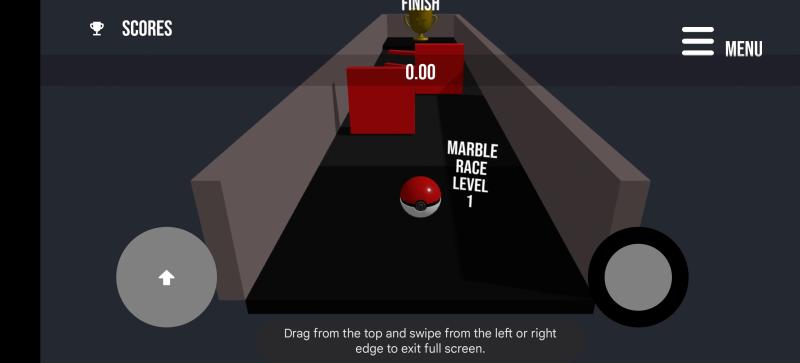 FINISH
SCORES
MENU
0.00
MARBLE
RACE
LEVEL
1
Drag from the top and swipe from the left or right
edge to exit full screen.